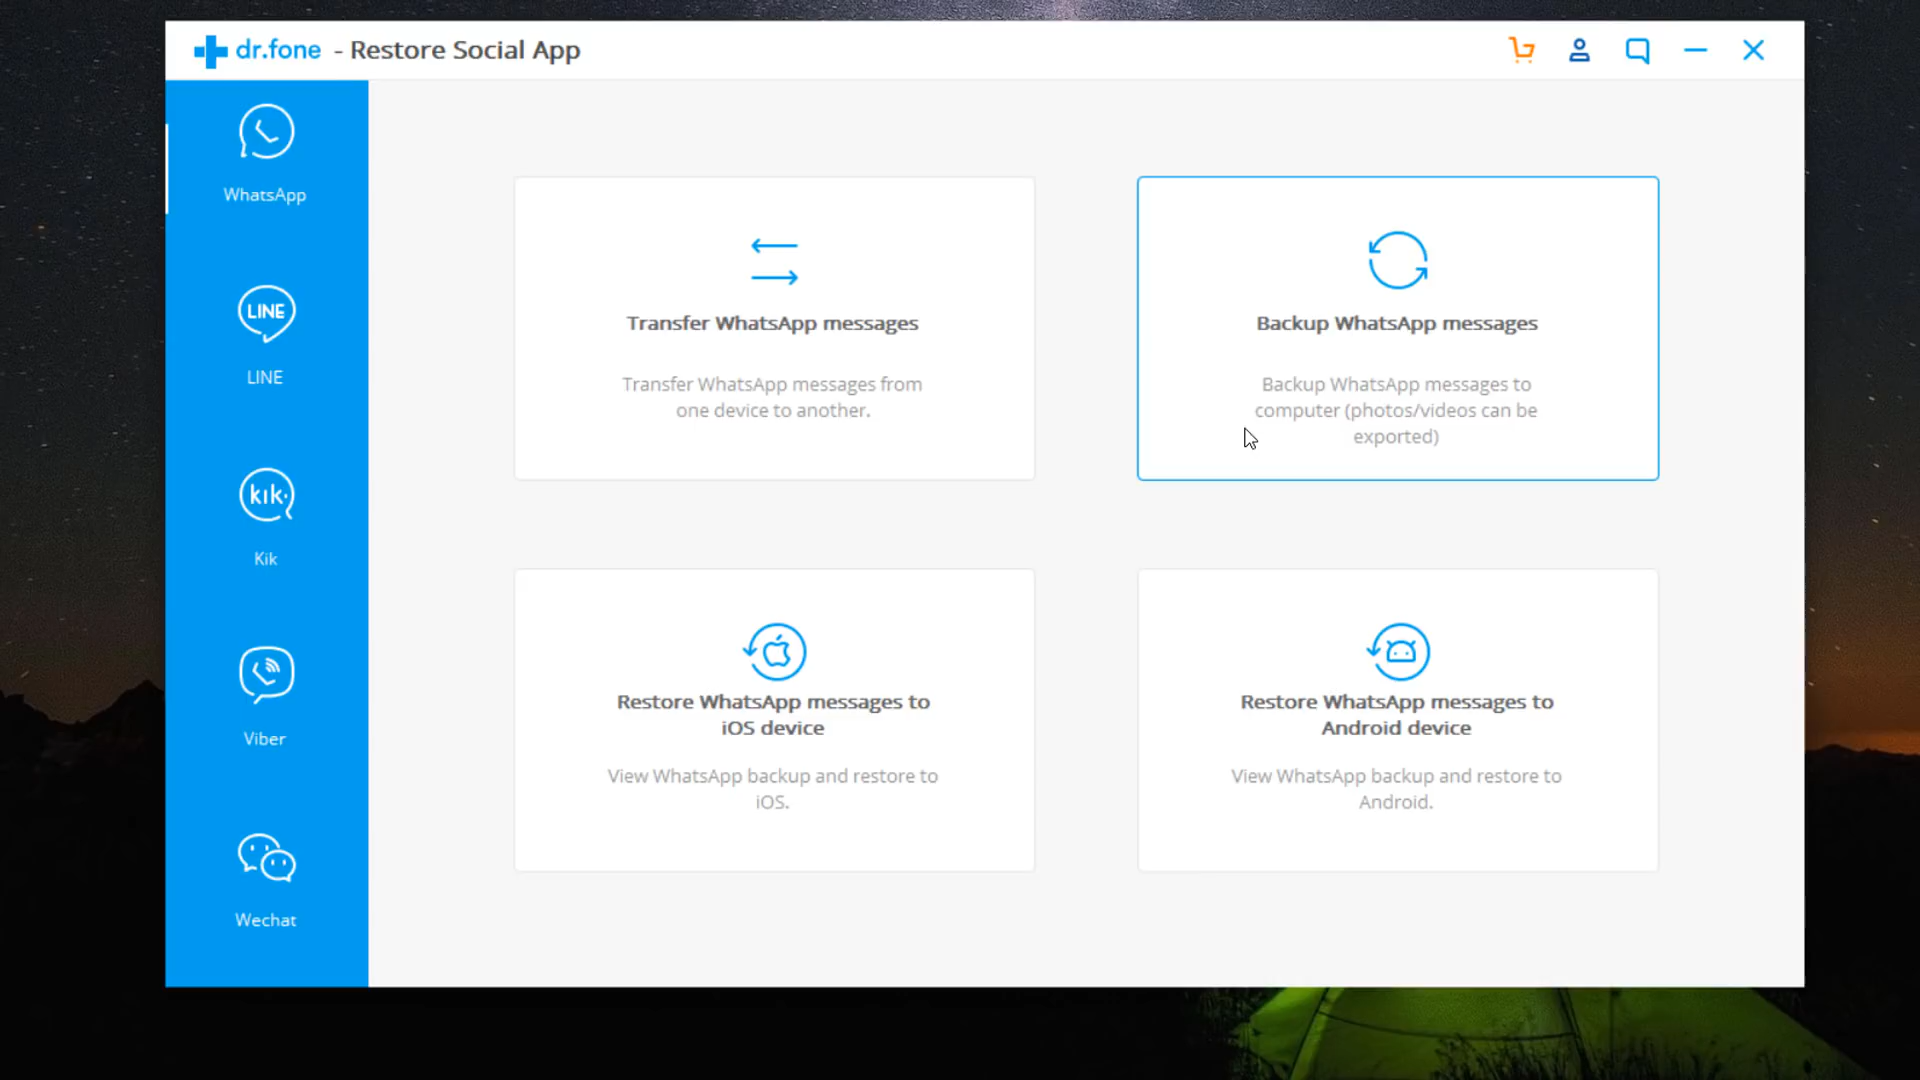 dr.fone - Restore Social App
WhatsApp
LINE
LINE
kik
Kik
Viber
Wechat
Transfer WhatsApp messages
Transfer WhatsApp messages from
one device to another.
Backup WhatsApp messages
Backup WhatsApp messages to
computer (photos/videos can be
exported)
Restore WhatsApp messages to
iOS device
View WhatsApp backup and restore to
iOS.
Restore WhatsApp messages to
Android device
View WhatsApp backup and restore to
Android.